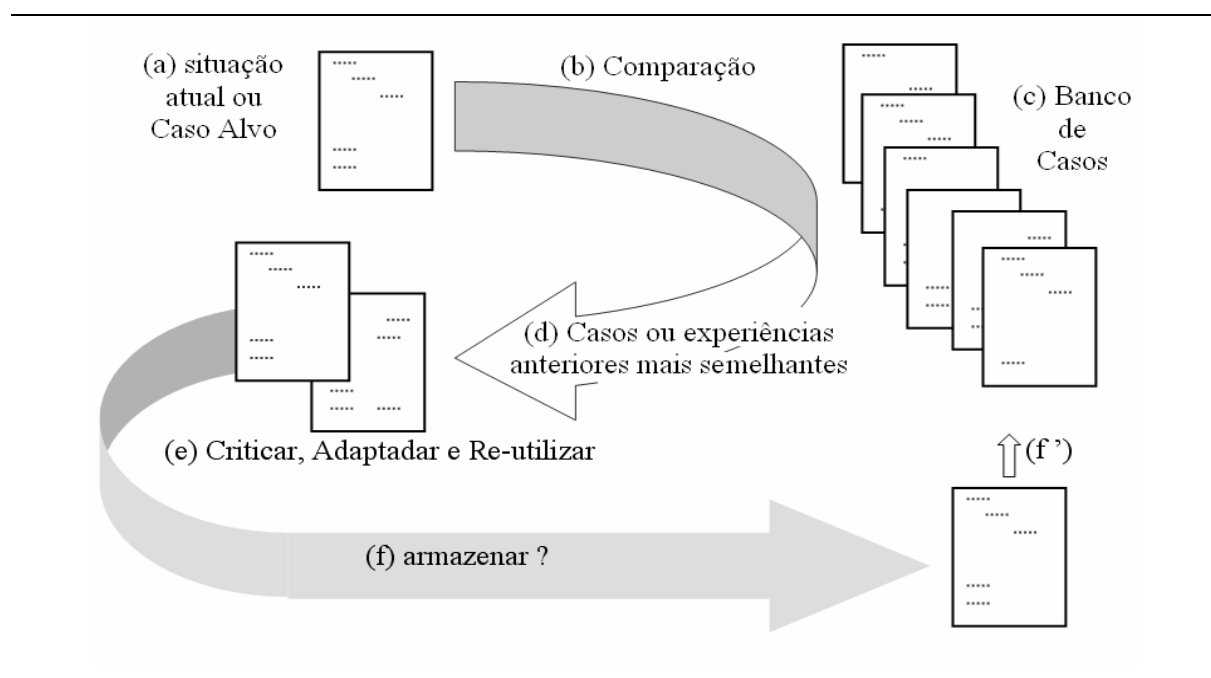 (a) situação
atual ou
Caso Alvo
(b) Comparação
(c) Banco
de
Casos
(d) Casos ou experiências
anteriores mais semelhantes
(e) Criticar, Adaptadar e Re-utilizar
(f ’)
(f) armazenar ?